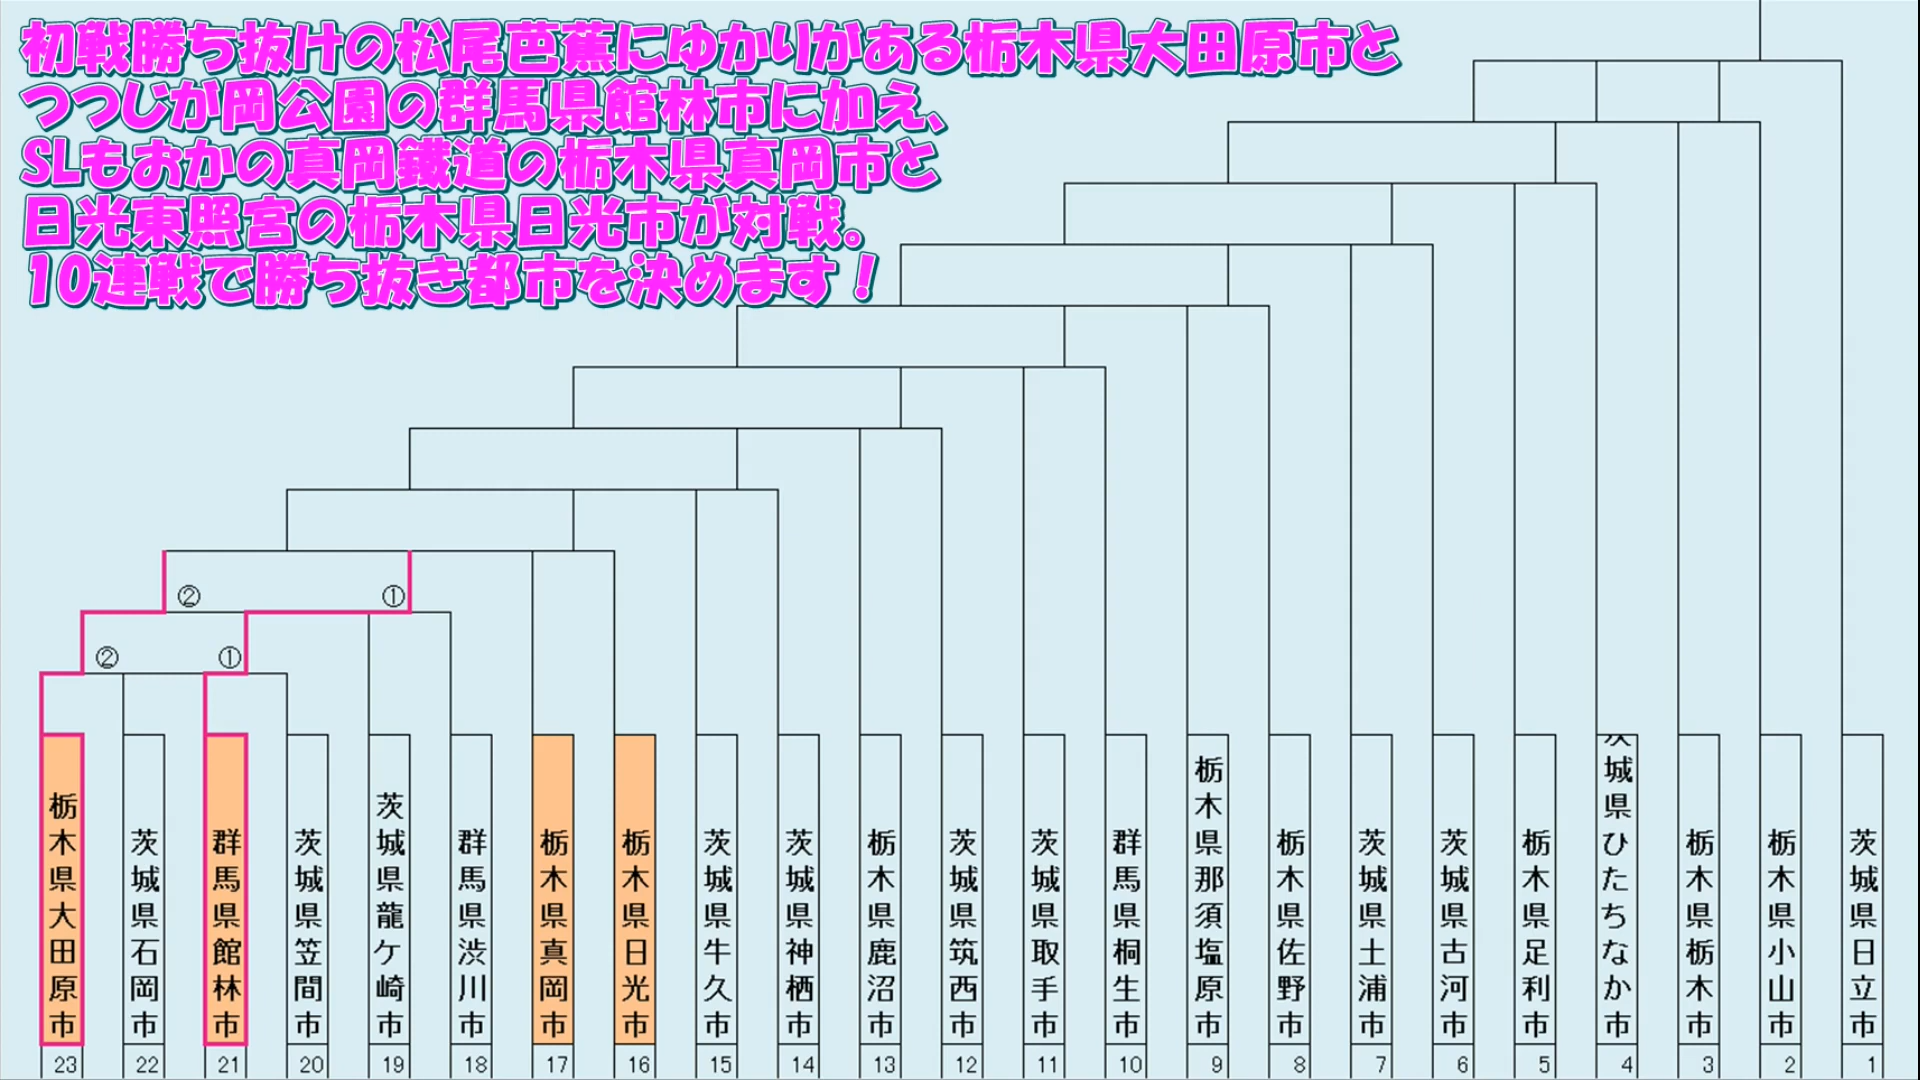 初戦勝ち抜けの松尾芭蕉にゆかりがある栃木県大田原市と
つつじが岡公園の群馬県館林市に加え、
SLもおかの真岡鐵道の栃木県真岡市と
日光東照宮の栃木県日光市が対戦。
10連戦で勝ち抜き都市を決めます！
② ①
② ①
栃木県大田原市
茨城県石岡市
群馬県館林市
茨城県笠間市
茨城県龍ケ崎市
群馬県渋川市
栃木県真岡市
栃木県日光市
茨城県牛久市
茨城県神栖市
栃木県鹿沼市
茨城県筑西市
茨城県取手市
群馬県桐生市
栃木県那須塩原市
栃木県佐野市
茨城県土浦市
茨城県古河市
栃木県足利市
茨城県ひたちなか市
栃木県栃木市
栃木県小山市
茨城県日立市
23 22 21 20 19 18 17 16 15 14 13 12 11 10 9 8 7 6 5 4 3 2 1